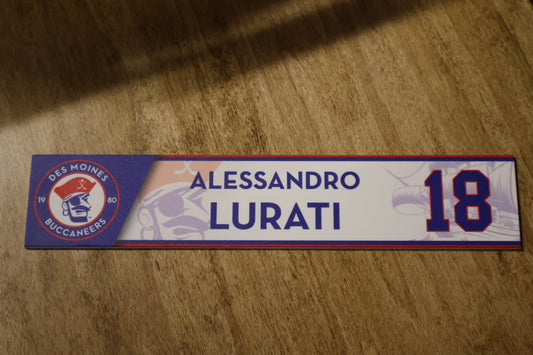 DES MOINES
19 80
BUCCANEERS
ALESSANDRO
LURATI
18